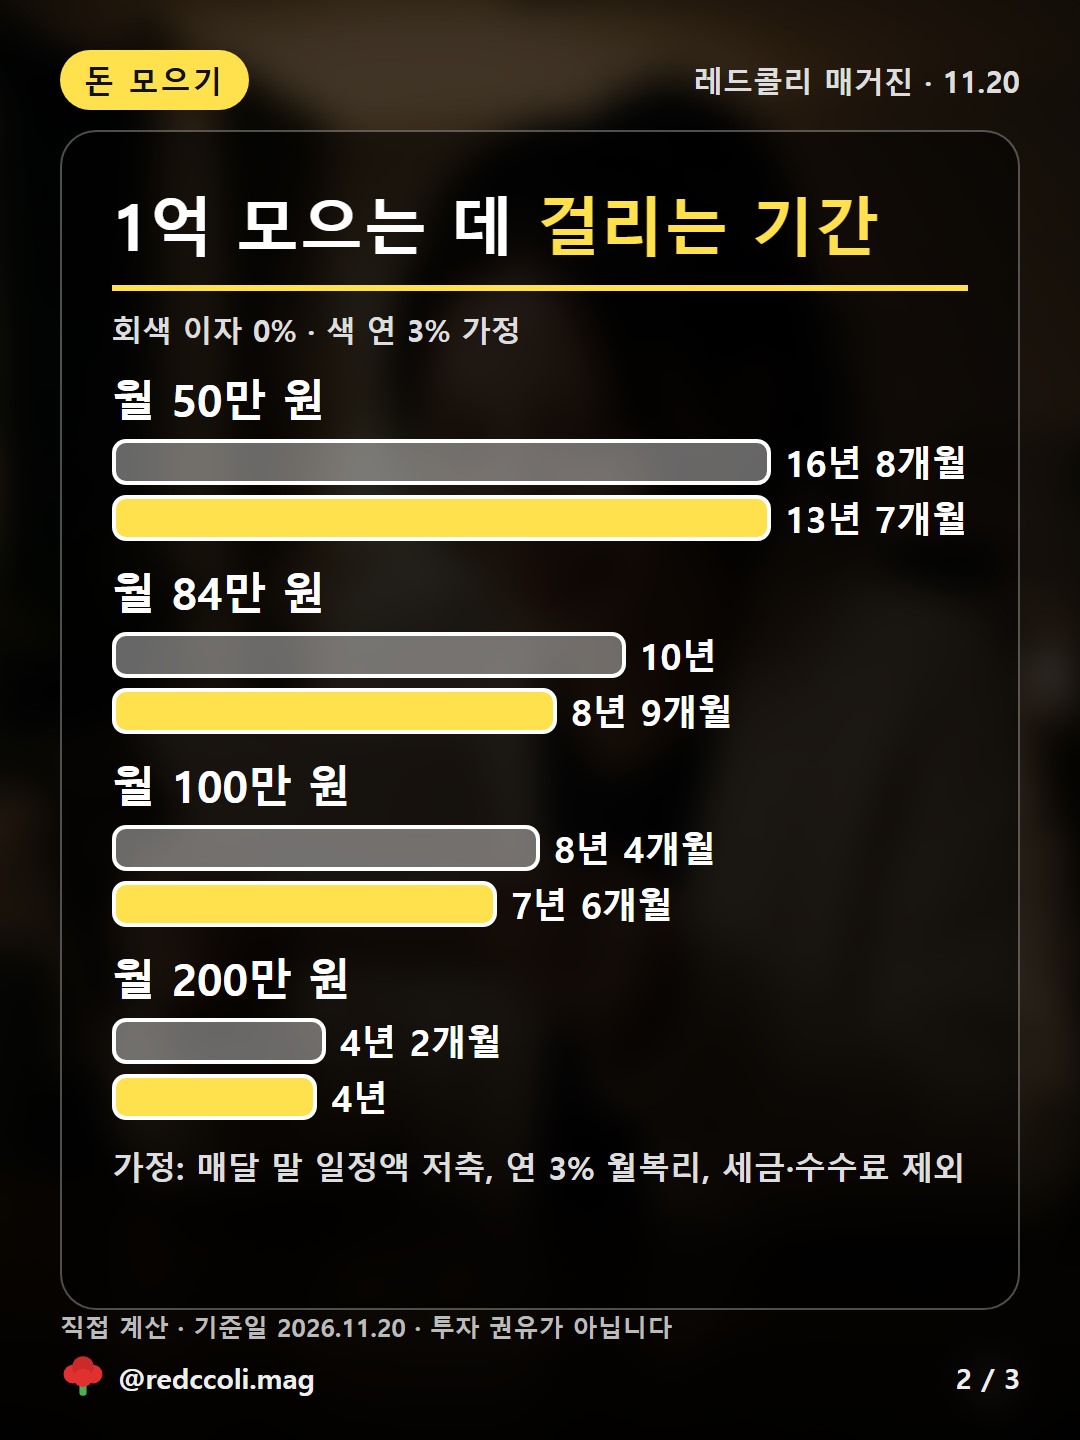 돈 모으기
레드콜리 매거진 · 11.20
1억 모으는 데 걸리는 기간
회색 이자 0% · 색 연 3% 가정
월 50만 원
16년 8개월
13년 7개월
월 84만 원
10년
8년 9개월
월 100만 원
8년 4개월
7년 6개월
월 200만 원
4년 2개월
4년
가정: 매달 말 일정액 저축, 연 3% 월복리, 세금·수수료 제외
직접 계산 · 기준일 2026.11.20 · 투자 권유가 아닙니다
@redccoli.mag
2 / 3